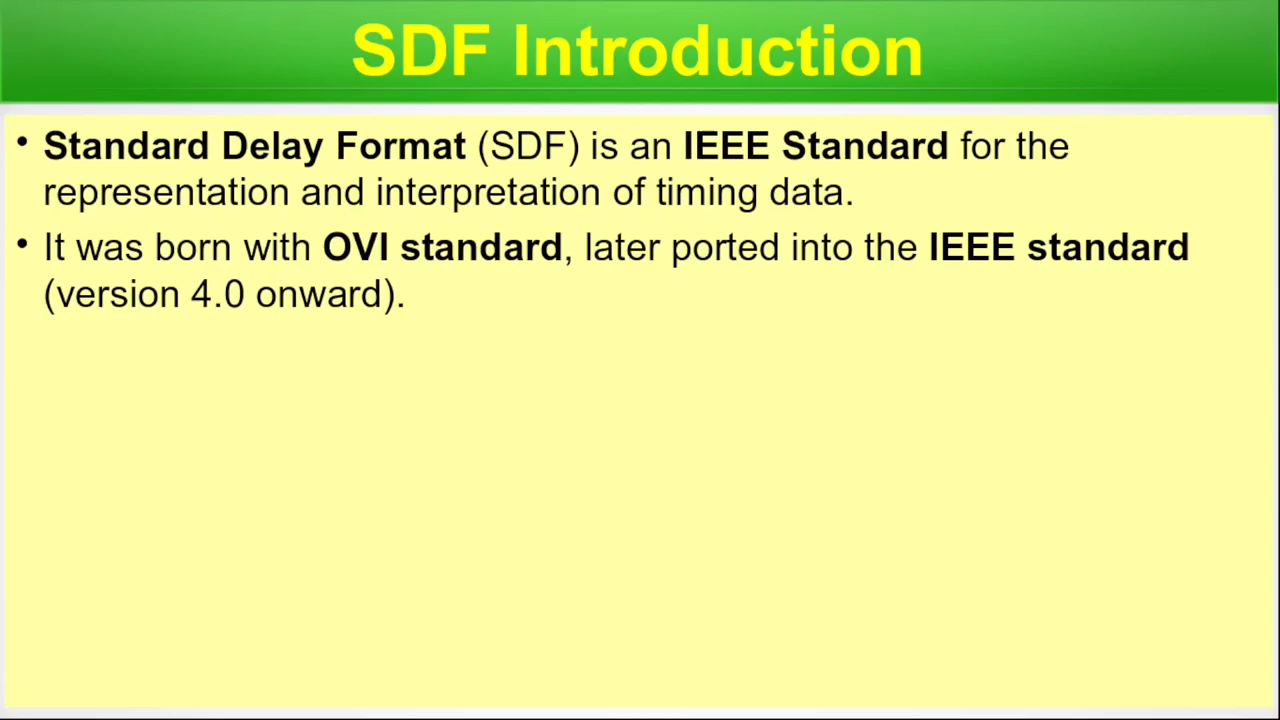 SDF Introduction
• Standard Delay Format (SDF) is an IEEE Standard for the
representation and interpretation of timing data.
• It was born with OVI standard, later ported into the IEEE standard
(version 4.0 onward).